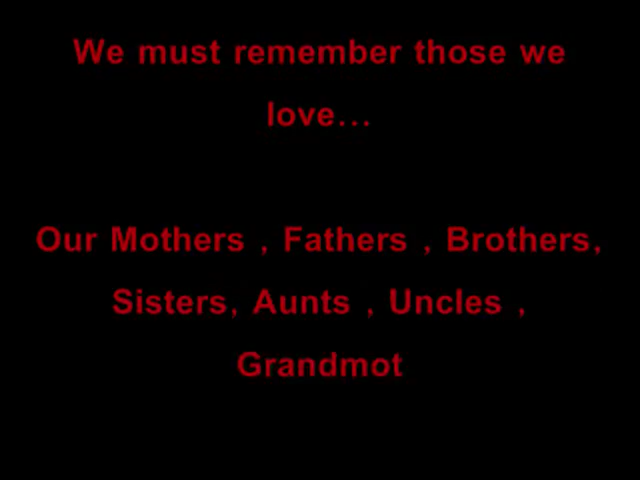 We must remember those we
love...
Our Mothers , Fathers , Brothers,
Sisters, Aunts , Uncles ,
Grandmot